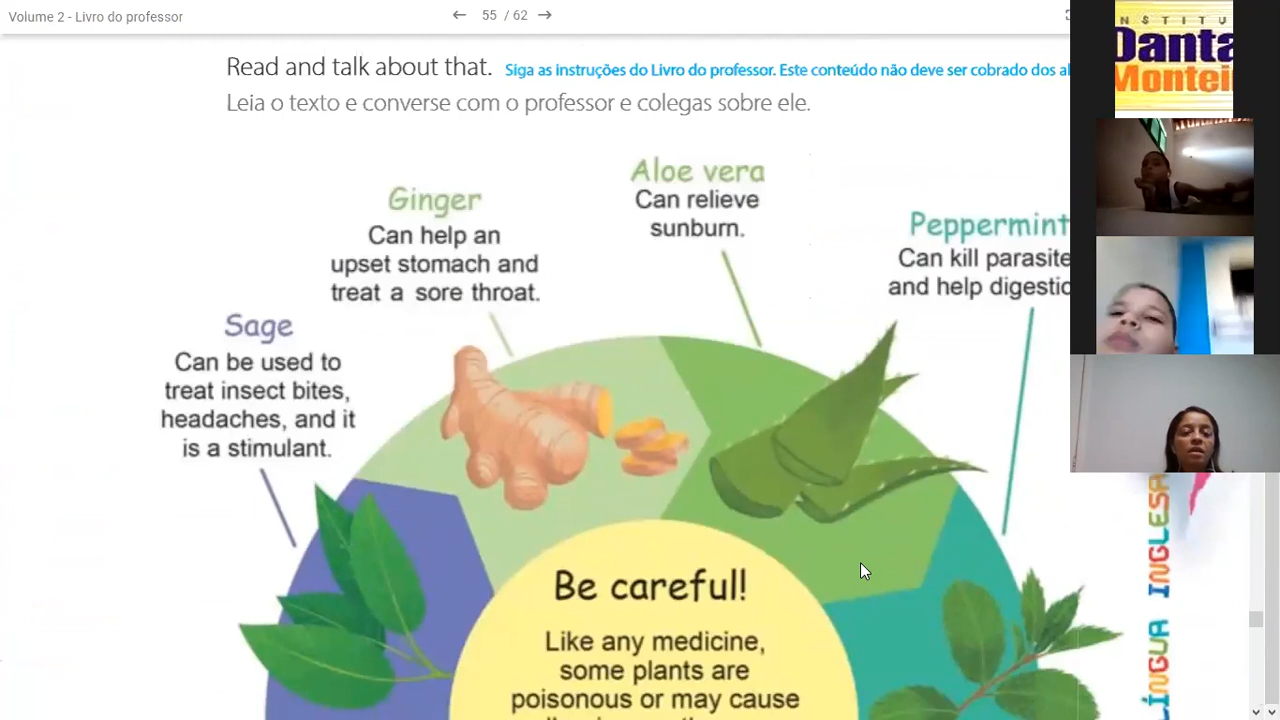 Volume 2 - Livro do professor
55 / 62
Read and talk about that. Siga as instruções do Livro do professor. Este conteúdo não deve ser cobrado dos al
Leia o texto e converse com o professor e colegas sobre ele.
Aloe vera
Can relieve
sunburn.
Ginger
Can help an
upset stomach and
treat a sore throat.
Peppermint
Can kill parasite
and help digestio
Sage
Can be used to
treat insect bites,
headaches, and it
is a stimulant.
Be careful!
Like any medicine,
some plants are
poisonous or may cause
LÍNGUA INGLESA
NSTITU
Danta
Montei